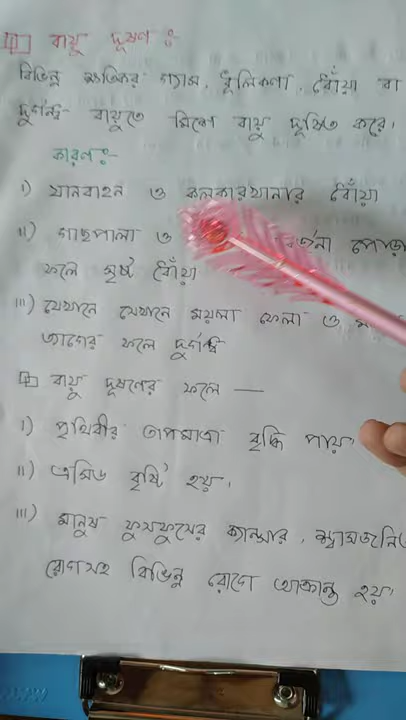 বায়ু দূষণ ঃ
বিভিন্ন ক্ষতিকর গ্যাস, ধূলিকণা, ধোঁয়া বা
দুর্গন্ধ বায়ুতে মিশে বায়ু দূষিত করে।
কারণঃ-
i) যানবাহন ও কলকারখানার ধোঁয়া
ii) গাছপালা ও পোড়া
ফলে সৃষ্ট ধোঁয়া
iii) যেখানে সেখানে ময়লা ফেলা ও
ত্যাগের ফলে দুর্গন্ধ
বায়ু দূষণের ফলে —
i) পৃথিবীর তাপমাত্রা বৃদ্ধি পায়
ii) এসিড বৃষ্টি হয়।
iii) মানুষ ফুসফুসের ক্যান্সার, শ্বাসজনিত
রোগসহ বিভিন্ন রোগে আক্রান্ত হয়